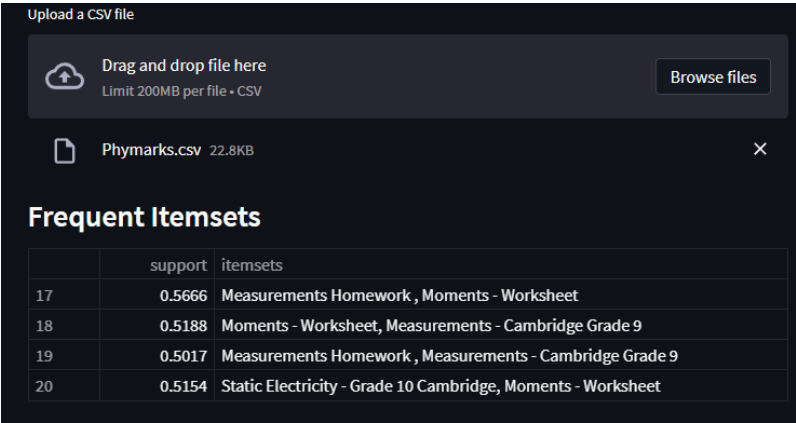 Upload a CSV file
Drag and drop file here
Limit 200MB per file • CSV
Browse files
Phymarks.csv 22.8KB
Frequent Itemsets
support itemsets
17 0.5666 Measurements Homework , Moments - Worksheet
18 0.5188 Moments - Worksheet, Measurements - Cambridge Grade 9
19 0.5017 Measurements Homework , Measurements - Cambridge Grade 9
20 0.5154 Static Electricity - Grade 10 Cambridge, Moments - Worksheet